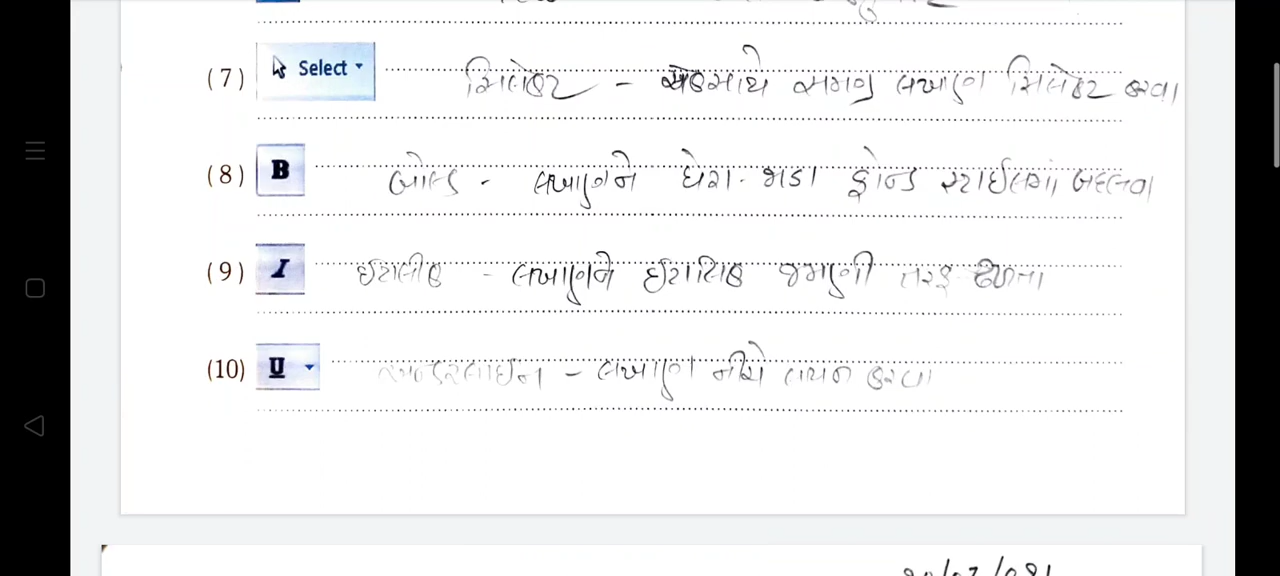 (7) Select સિલેક્ટ - એકસાથે સમગ્ર લખાણ સિલેક્ટ કરવા
(8) B બોલ્ડ - લખાણને ઘેરા જાડા ફોન્ટ સ્ટાઈલમાં બદલવા
(9) I ઈટાલીક - લખાણને ઈટાલિક જમણી તરફ ઢળતા
(10) U અન્ડરલાઈન - લખાણ નીચે લાયન કરવા